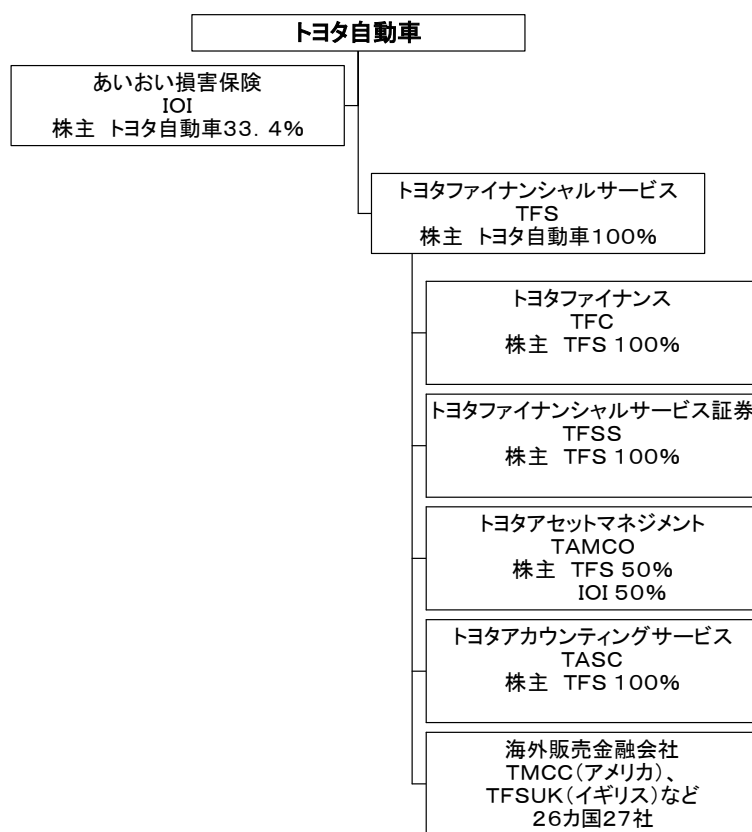 トヨタ自動車
あいおい損害保険
IOI
株主 トヨタ自動車33.4%
トヨタファイナンシャルサービス
TFS
株主 トヨタ自動車100%
トヨタファイナンス
TFC
株主 TFS 100%
トヨタファイナンシャルサービス証券
TFSS
株主 TFS 100%
トヨタアセットマネジメント
TAMCO
株主 TFS 50%
IOI 50%
トヨタアカウンティングサービス
TASC
株主 TFS 100%
海外販売金融会社
TMCC(アメリカ)、
TFSUK(イギリス)など
26カ国27社